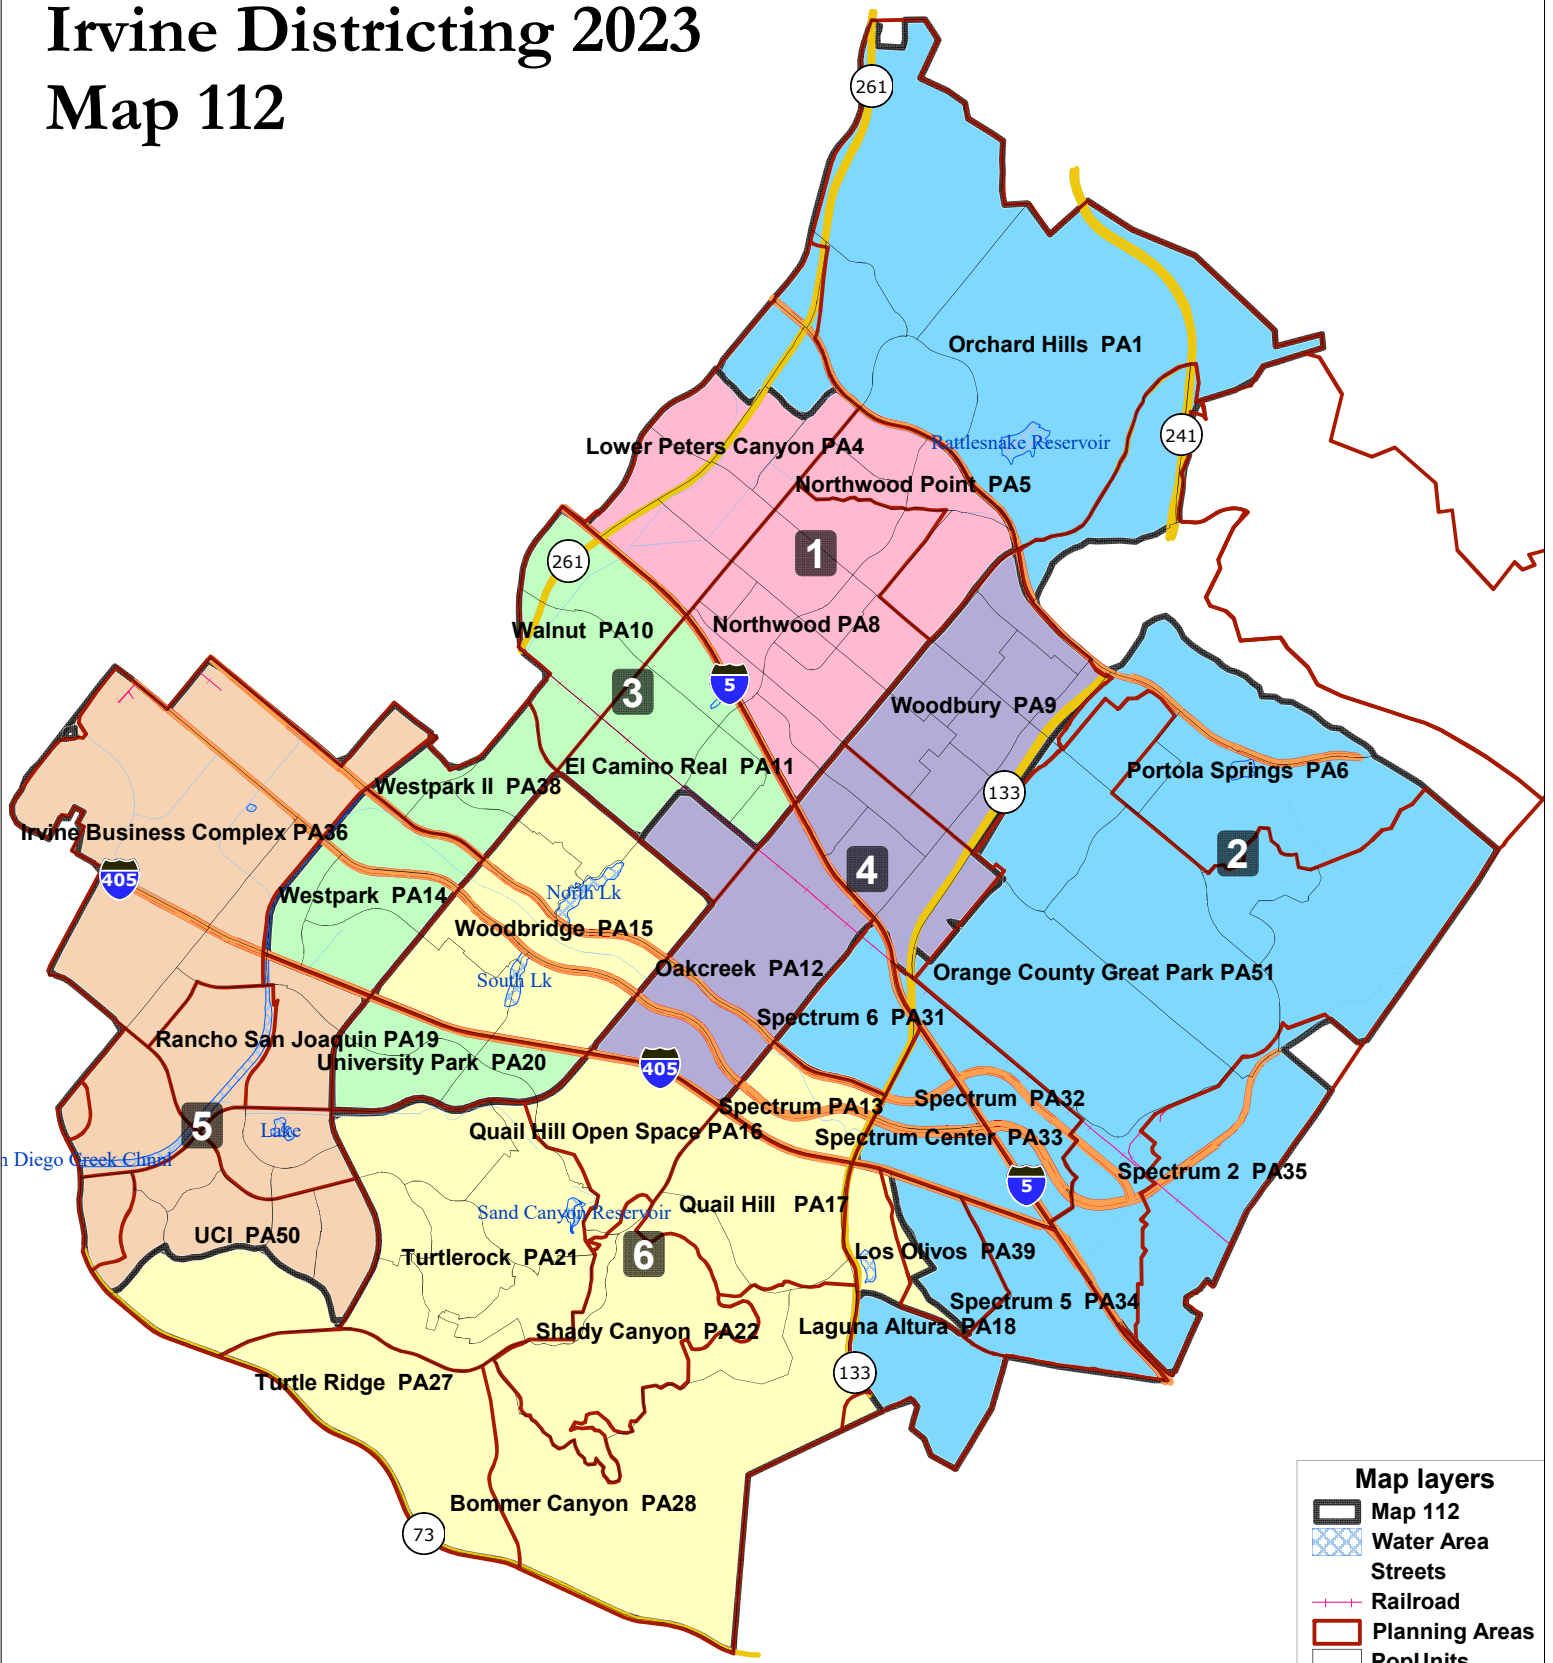 Irvine Districting 2023
Map 112
261
Orchard Hills PA1
241
Rattlesnake Reservoir
Lower Peters Canyon PA4
Northwood Point PA5
1
261
Northwood PA8
Walnut PA10
3
5
Woodbury PA9
El Camino Real PA11
Portola Springs PA6
Westpark II PA38
133
Irvine Business Complex PA36
2
4
405
Westpark PA14
North Lk
Woodbridge PA15
Oakcreek PA12
Orange County Great Park PA51
South Lk
Spectrum 6 PA31
Rancho San Joaquin PA19
University Park PA20
405
Spectrum PA13
Spectrum PA32
5
Lake
Quail Hill Open Space PA16
Spectrum Center PA33
n Diego Creek Chnnl
Spectrum 2 PA35
5
Quail Hill PA17
Sand Canyon Reservoir
UCI PA50
Turtlerock PA21
6
Los Olivos PA39
Spectrum 5 PA34
Shady Canyon PA22
Laguna Altura PA18
133
Turtle Ridge PA27
Bommer Canyon PA28
73
Map layers
Map 112
Water Area
Streets
Railroad
Planning Areas
PopUnits